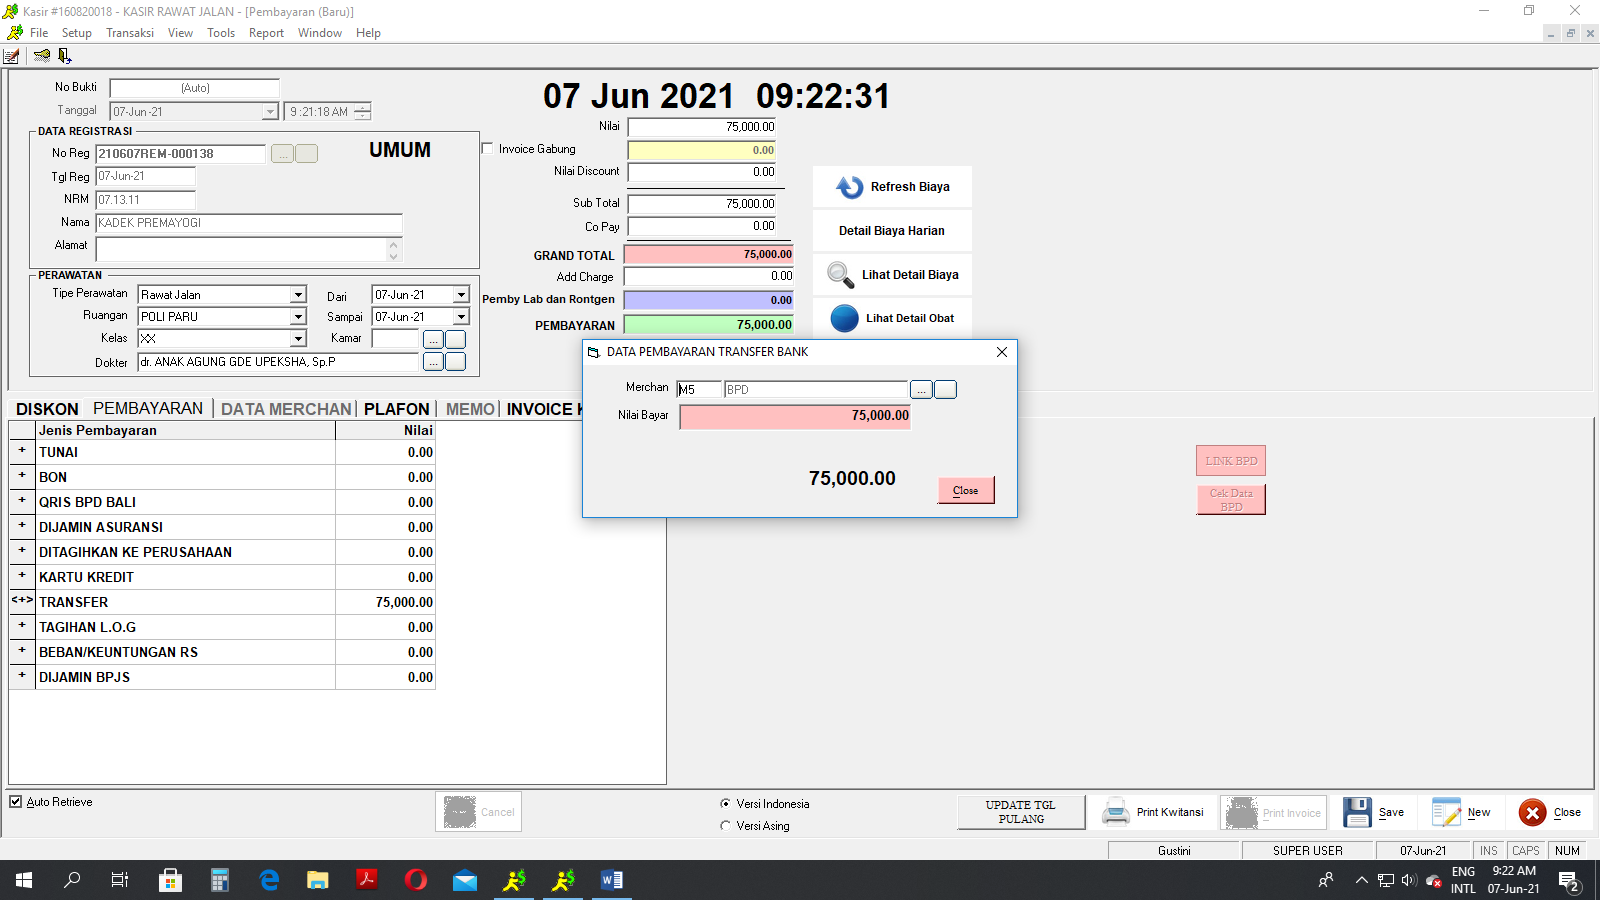 Kasir #160820018 - KASIR RAWAT JALAN - [Pembayaran (Baru)]
File Setup Transaksi View Tools Report Window Help
No Bukti (Auto)
Tanggal 07-Jun-21 9:21:18 AM
07 Jun 2021 09:22:31
DATA REGISTRASI
No Reg 210607REM-000138 ... UMUM
Tgl Reg 07-Jun-21
NRM 07.13.11
Nama KADEK PREMAYOGI
Alamat
PERAWATAN
Tipe Perawatan Rawat Jalan Dari 07-Jun-21
Ruangan POLI PARU Sampai 07-Jun-21
Kelas XX Kamar ...
Dokter dr. ANAK AGUNG GDE UPEKSHA, Sp.P ...
Nilai 75,000.00
Invoice Gabung 0.00
Nilai Discount 0.00
Sub Total 75,000.00
Co Pay 0.00
GRAND TOTAL 75,000.00
Add Charge 0.00
Pemby Lab dan Rontgen 0.00
PEMBAYARAN 75,000.00
Refresh Biaya
Detail Biaya Harian
Lihat Detail Biaya
Lihat Detail Obat
DATA PEMBAYARAN TRANSFER BANK
Merchan M5 BPD ...
Nilai Bayar 75,000.00
75,000.00
Close
DISKON PEMBAYARAN DATA MERCHAN PLAFON MEMO INVOICE K
Jenis Pembayaran Nilai
+ TUNAI 0.00
+ BON 0.00
+ QRIS BPD BALI 0.00
+ DIJAMIN ASURANSI 0.00
+ DITAGIHKAN KE PERUSAHAAN 0.00
+ KARTU KREDIT 0.00
<+> TRANSFER 75,000.00
+ TAGIHAN L.O.G 0.00
+ BEBAN/KEUNTUNGAN RS 0.00
+ DIJAMIN BPJS 0.00
LINK BPD
Cek Data
BPD
Auto Retrieve
Cancel
Versi Indonesia
Versi Asing
UPDATE TGL
PULANG
Print Kwitansi
Print Invoice
Save
New
Close
Gustini SUPER USER 07-Jun-21 INS CAPS NUM
ENG
INTL
9:22 AM
07-Jun-21
2